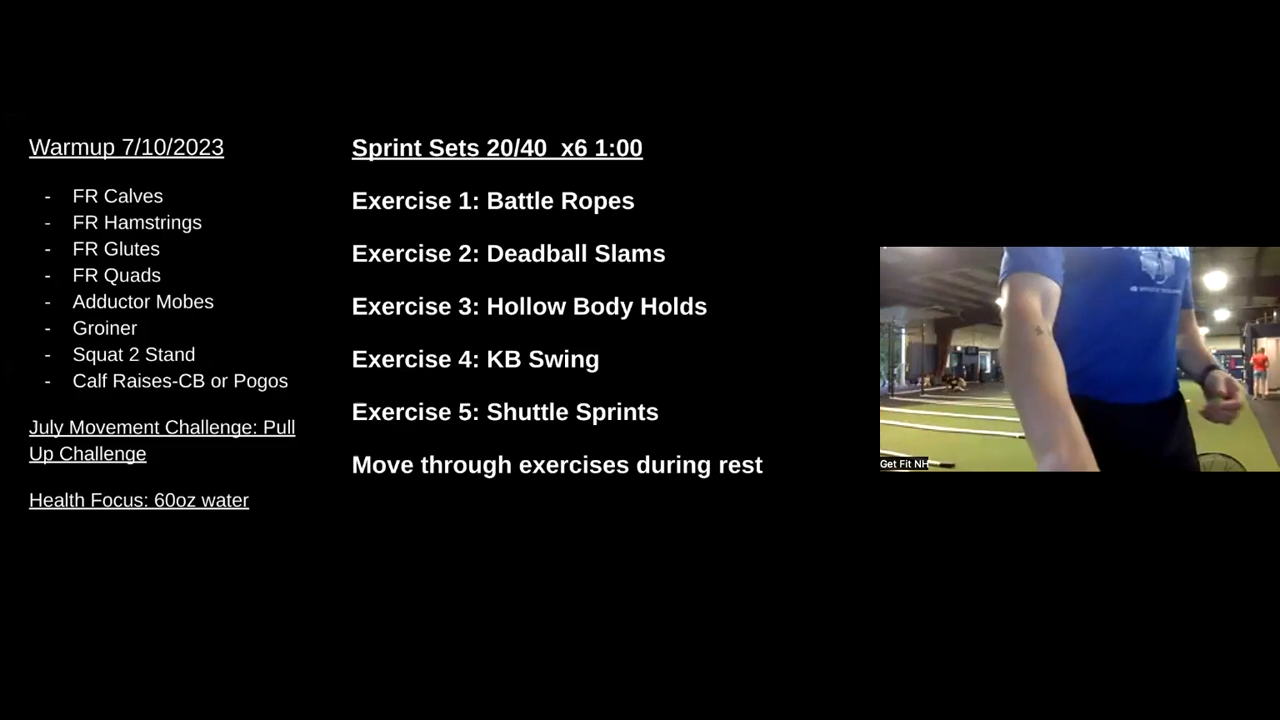 Warmup 7/10/2023
- FR Calves
- FR Hamstrings
- FR Glutes
- FR Quads
- Adductor Mobes
- Groiner
- Squat 2 Stand
- Calf Raises-CB or Pogos
July Movement Challenge: Pull
Up Challenge
Health Focus: 60oz water
Sprint Sets 20/40  x6 1:00
Exercise 1: Battle Ropes
Exercise 2: Deadball Slams
Exercise 3: Hollow Body Holds
Exercise 4: KB Swing
Exercise 5: Shuttle Sprints
Move through exercises during rest
Get Fit NH